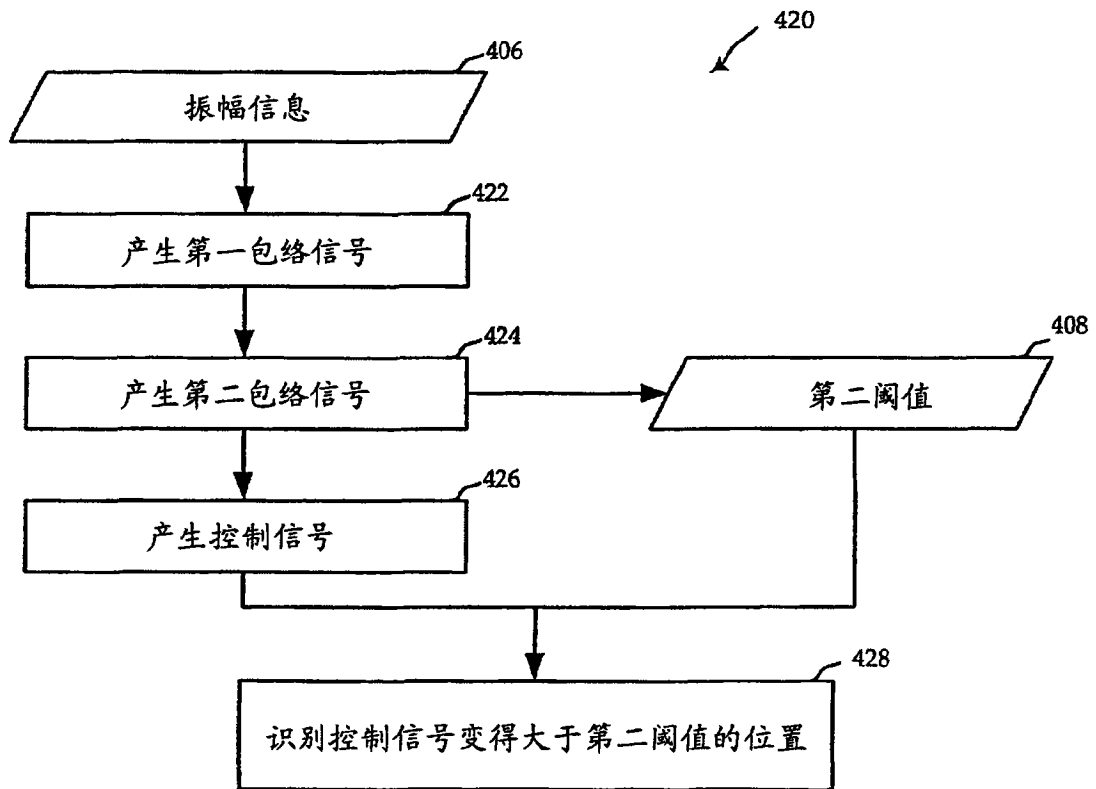 420
406
振幅信息
422
产生第一包络信号
424
产生第二包络信号
408
第二阈值
426
产生控制信号
428
识别控制信号变得大于第二阈值的位置